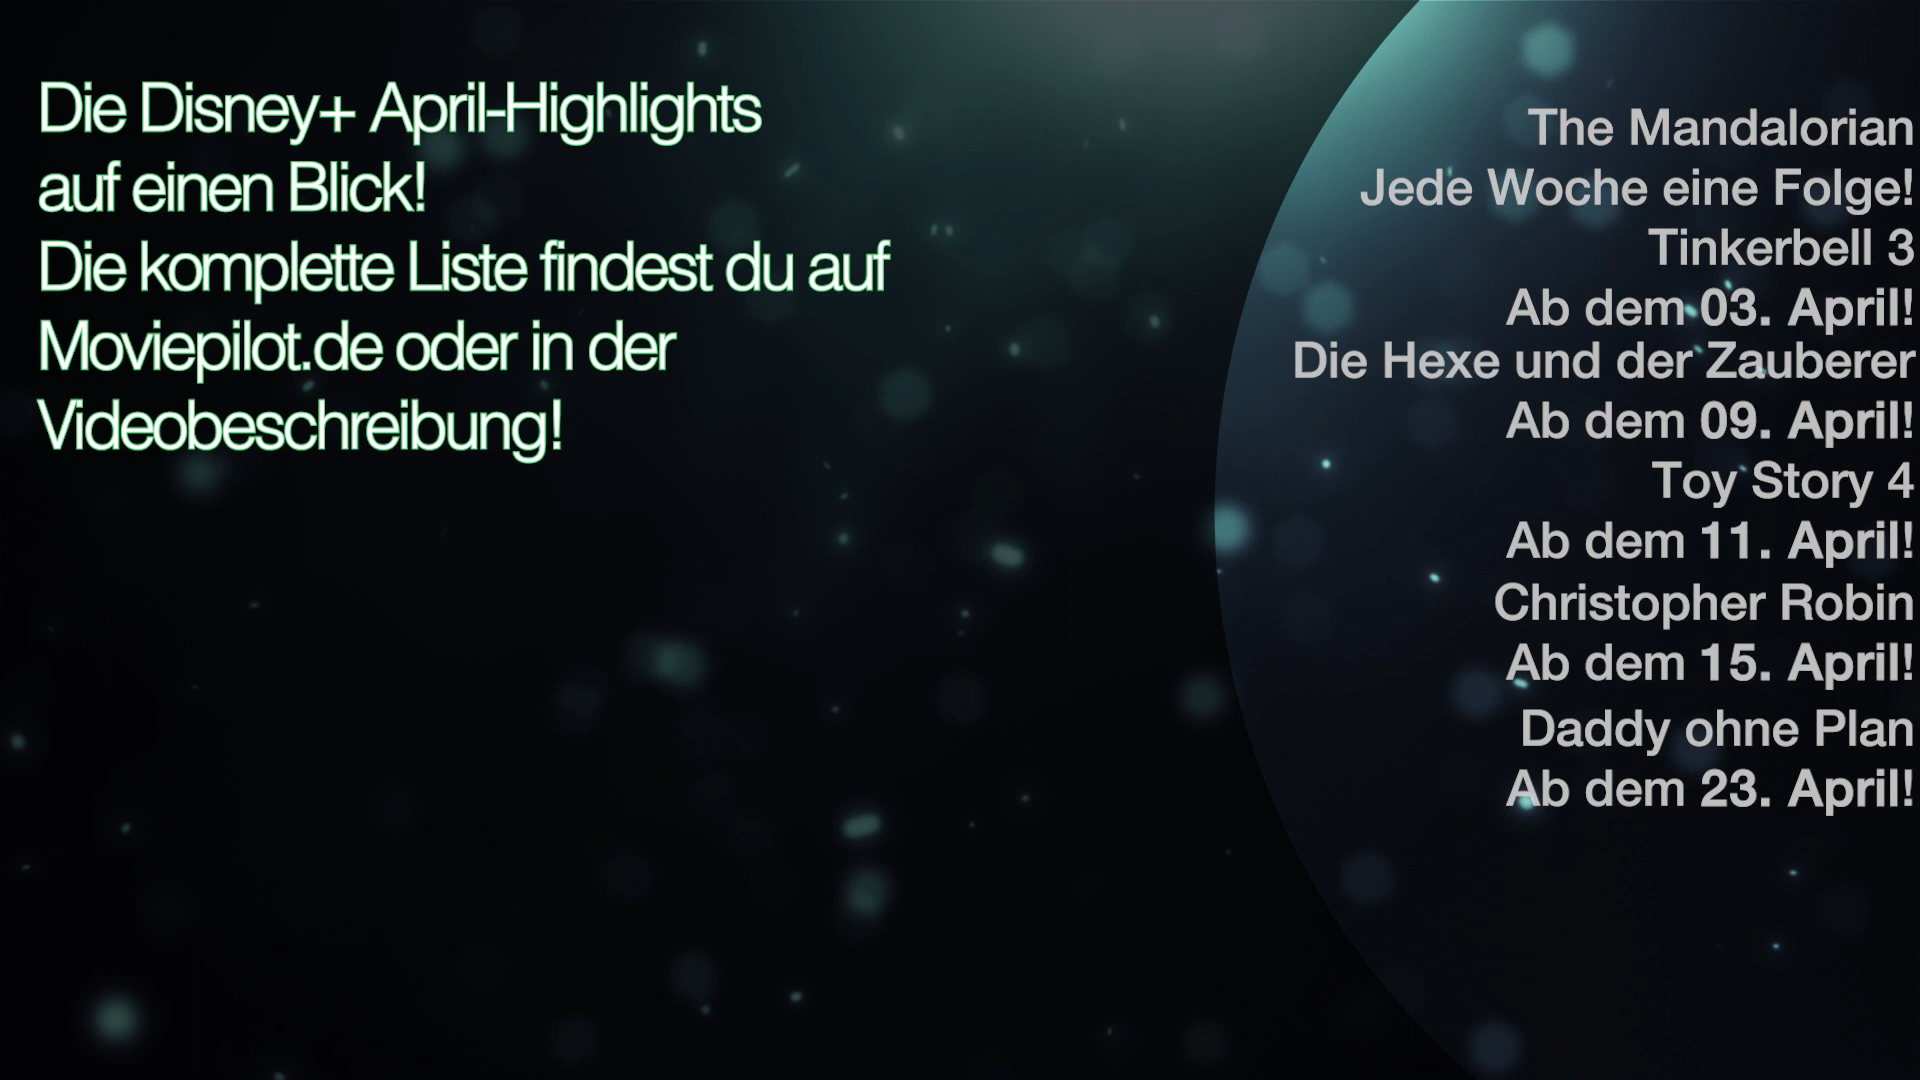 Die Disney+ April-Highlights
auf einen Blick!
Die komplette Liste findest du auf
Moviepilot.de oder in der
Videobeschreibung!
The Mandalorian
Jede Woche eine Folge!
Tinkerbell 3
Ab dem 03. April!
Die Hexe und der Zauberer
Ab dem 09. April!
Toy Story 4
Ab dem 11. April!
Christopher Robin
Ab dem 15. April!
Daddy ohne Plan
Ab dem 23. April!